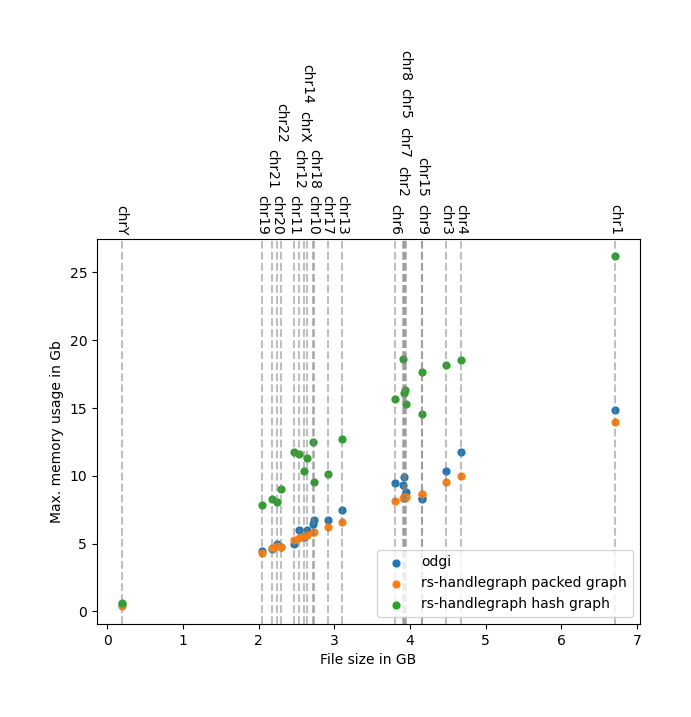 chr8
chr14
chr5
chr22
chrX
chr7
chr21
chr12
chr18
chr2
chr15
chrY
chr19
chr20
chr11
chr10
chr17
chr13
chr6
chr9
chr3
chr4
chr1
25
20
15
10
5
0
Max. memory usage in Gb
odgi
rs-handlegraph packed graph
rs-handlegraph hash graph
0 1 2 3 4 5 6 7
File size in GB